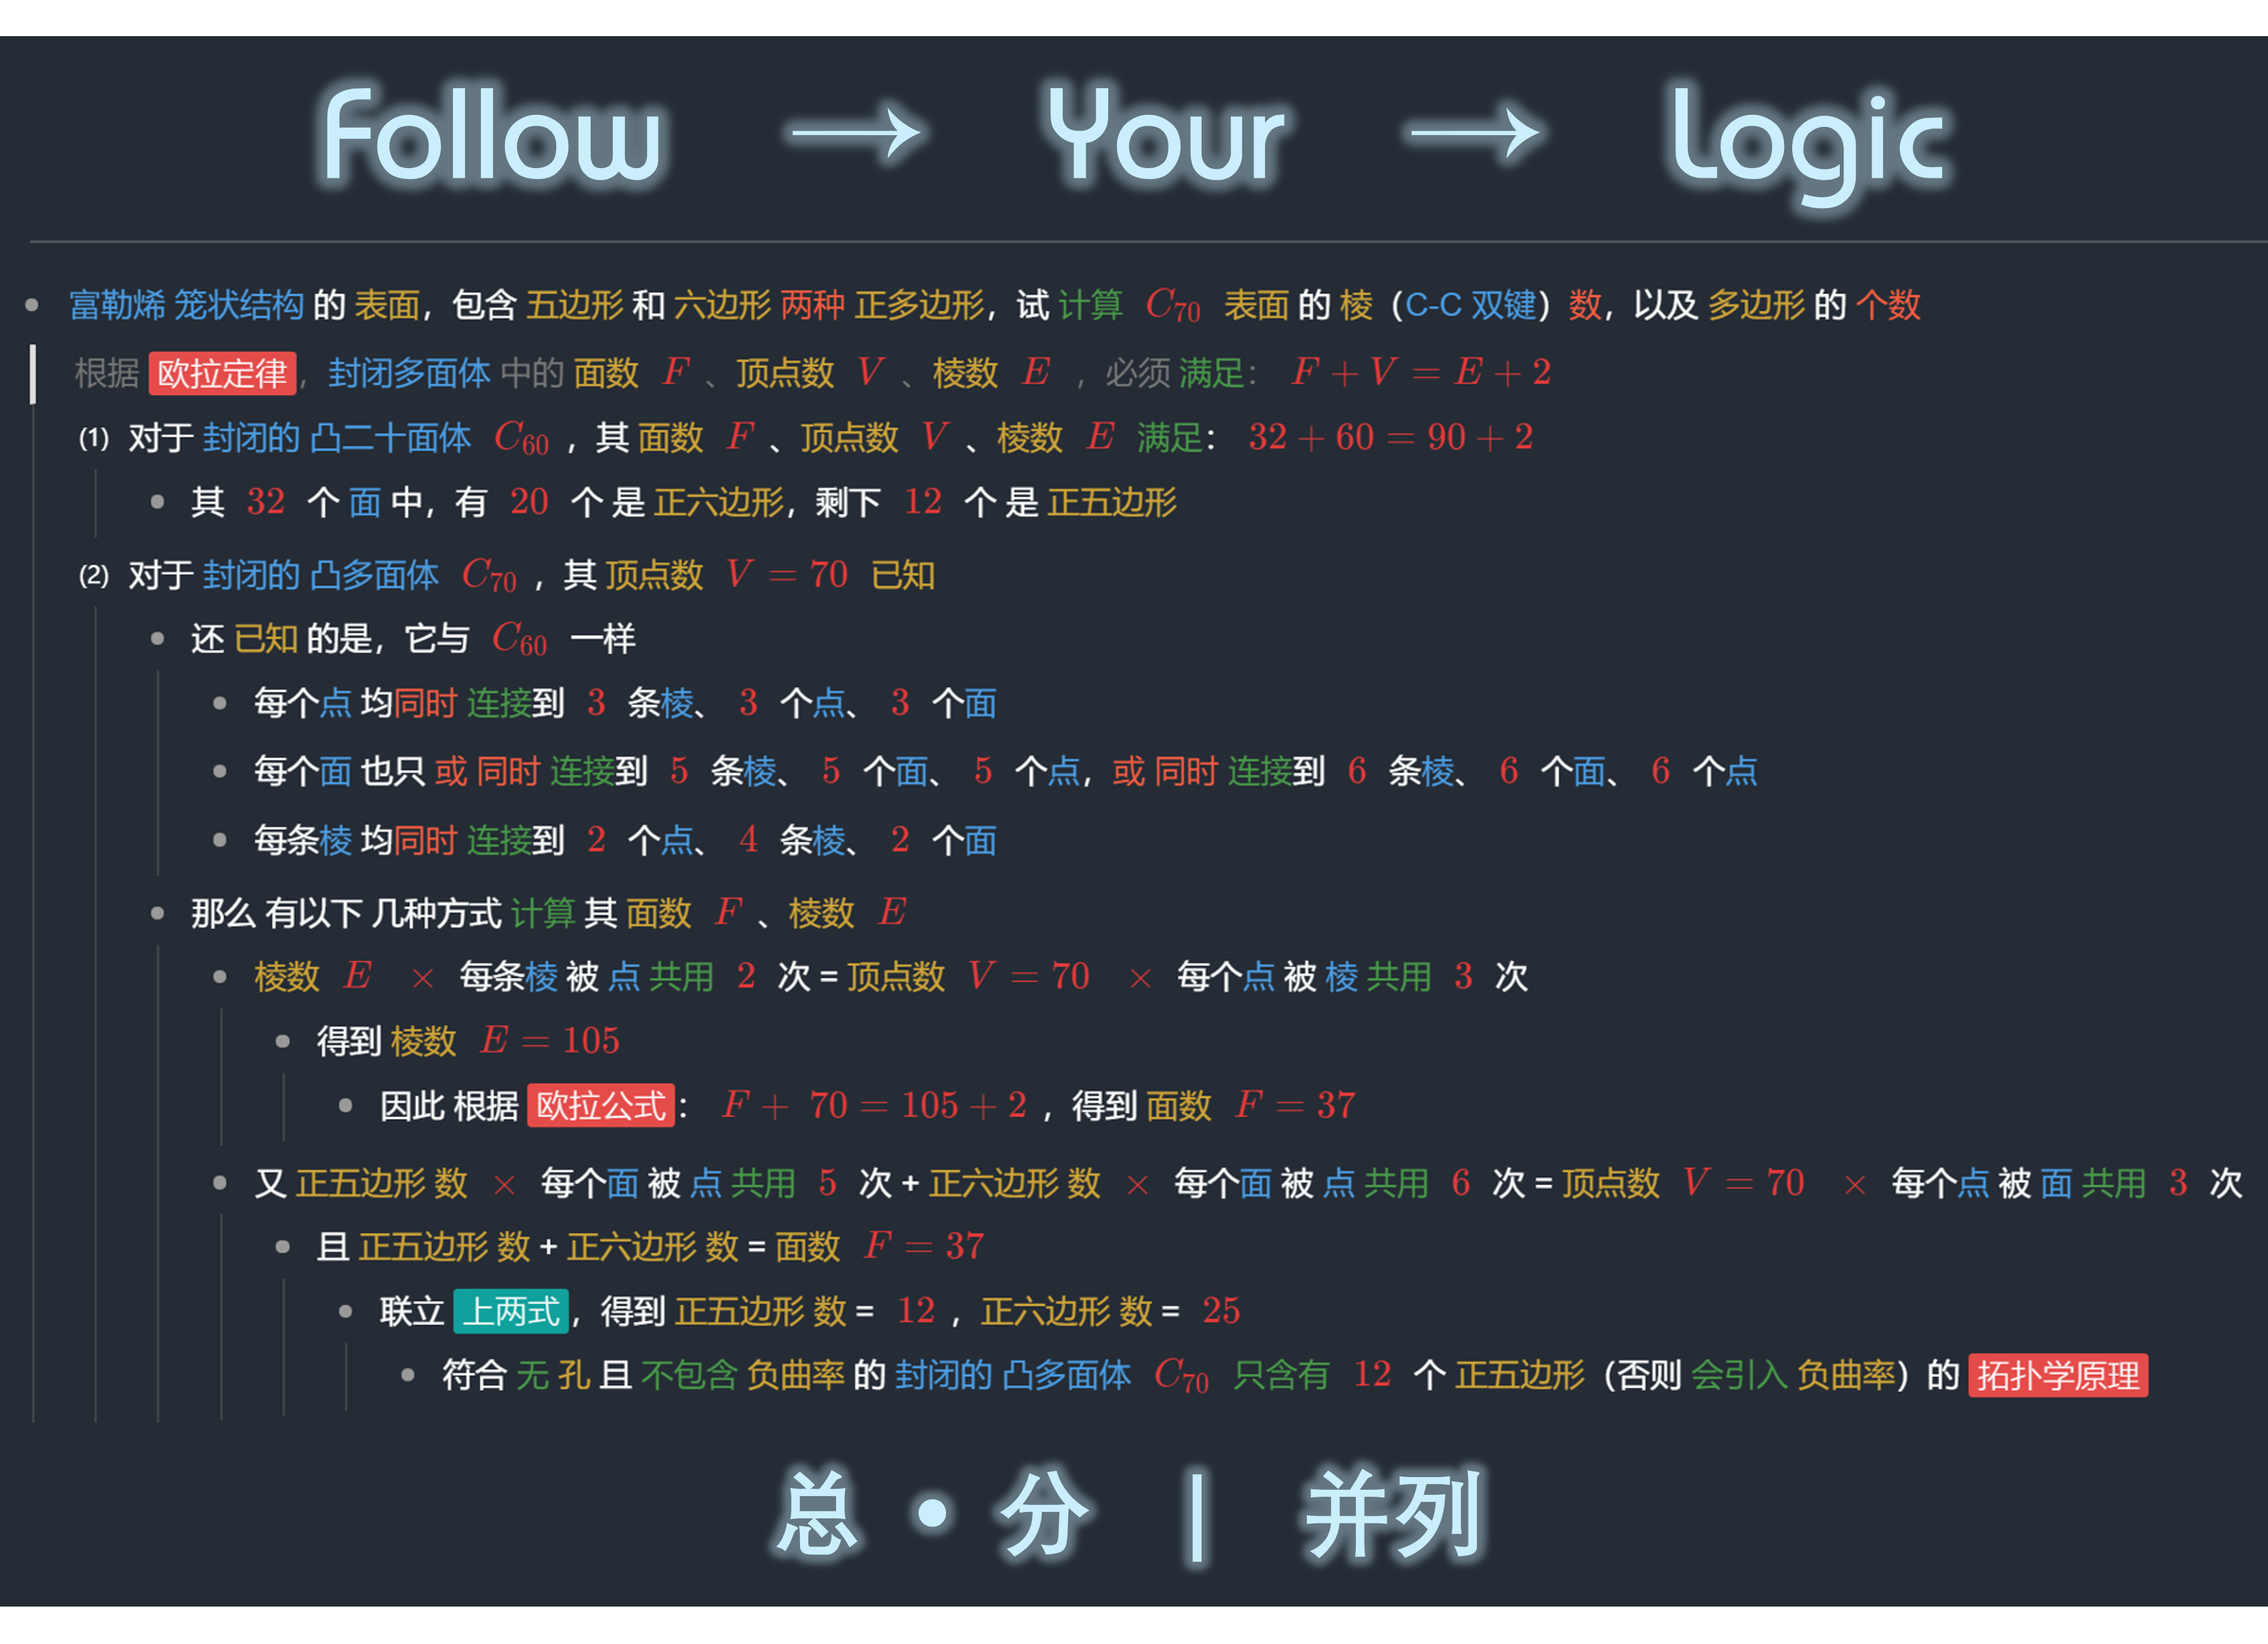 Follow → Your → Logic
富勒烯 笼状结构 的 表面，包含 五边形 和 六边形 两种 正多边形，试 计算 C₇₀ 表面 的 棱（C-C 双键）数，以及 多边形 的 个数
根据 欧拉定律，封闭多面体 中的 面数 F 、顶点数 V 、棱数 E ，必须 满足： F + V = E + 2
(1) 对于 封闭的 凸二十面体 C₆₀ ，其 面数 F 、顶点数 V 、棱数 E 满足： 32 + 60 = 90 + 2
其 32 个 面 中，有 20 个 是 正六边形，剩下 12 个 是 正五边形
(2) 对于 封闭的 凸多面体 C₇₀ ，其 顶点数 V = 70 已知
还 已知 的是，它与 C₆₀ 一样
每个点 均同时 连接到 3 条棱、 3 个点、 3 个面
每个面 也只 或 同时 连接到 5 条棱、 5 个面、 5 个点，或 同时 连接到 6 条棱、 6 个面、 6 个点
每条棱 均同时 连接到 2 个点、 4 条棱、 2 个面
那么 有以下 几种方式 计算 其 面数 F 、棱数 E
棱数 E × 每条棱 被 点 共用 2 次 = 顶点数 V = 70 × 每个点 被 棱 共用 3 次
得到 棱数 E = 105
因此 根据 欧拉公式： F + 70 = 105 + 2 ，得到 面数 F = 37
又 正五边形 数 × 每个面 被 点 共用 5 次 + 正六边形 数 × 每个面 被 点 共用 6 次 = 顶点数 V = 70 × 每个点 被 面 共用 3 次
且 正五边形 数 + 正六边形 数 = 面数 F = 37
联立 上两式，得到 正五边形 数 = 12 ，正六边形 数 = 25
符合 无 孔 且 不包含 负曲率 的 封闭的 凸多面体 C₇₀ 只含有 12 个 正五边形（否则 会引入 负曲率）的 拓扑学原理
总 • 分 | 并列